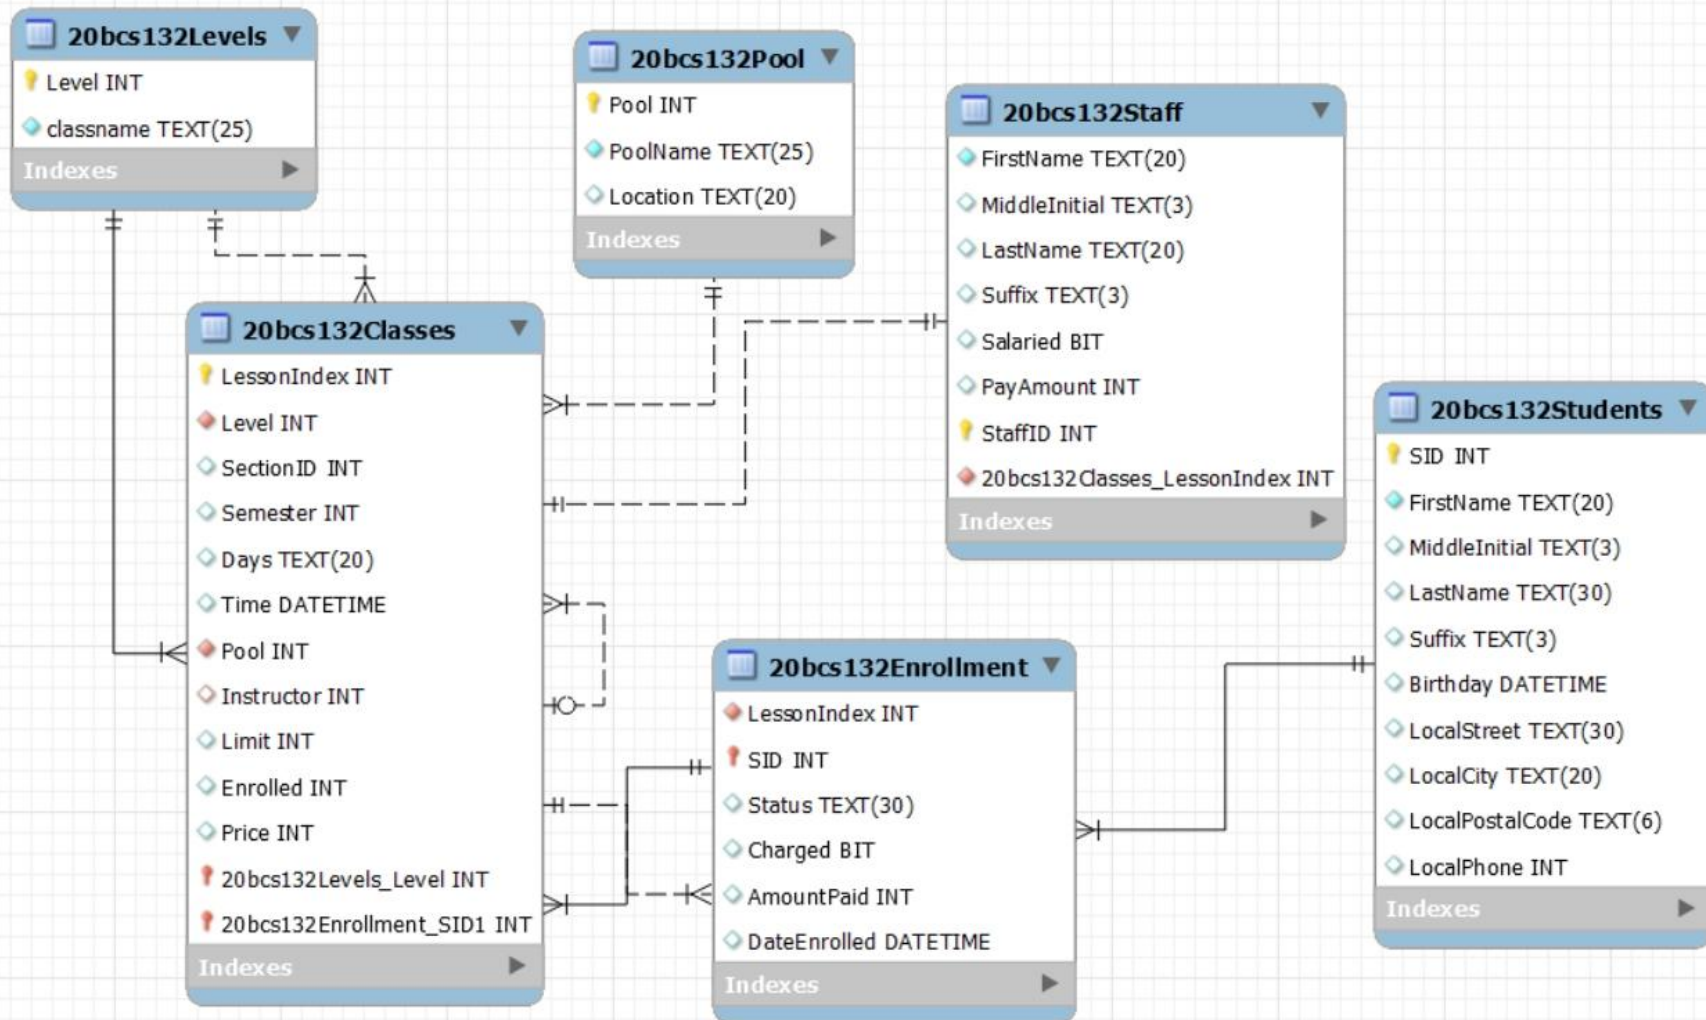 20bcs132Levels
Level INT
classname TEXT(25)
Indexes
20bcs132Pool
Pool INT
PoolName TEXT(25)
Location TEXT(20)
Indexes
20bcs132Staff
FirstName TEXT(20)
MiddleInitial TEXT(3)
LastName TEXT(20)
Suffix TEXT(3)
Salaried BIT
PayAmount INT
StaffID INT
20bcs132Classes_LessonIndex INT
Indexes
20bcs132Classes
LessonIndex INT
Level INT
SectionID INT
Semester INT
Days TEXT(20)
Time DATETIME
Pool INT
Instructor INT
Limit INT
Enrolled INT
Price INT
20bcs132Levels_Level INT
20bcs132Enrollment_SID1 INT
Indexes
20bcs132Enrollment
LessonIndex INT
SID INT
Status TEXT(30)
Charged BIT
AmountPaid INT
DateEnrolled DATETIME
Indexes
20bcs132Students
SID INT
FirstName TEXT(20)
MiddleInitial TEXT(3)
LastName TEXT(30)
Suffix TEXT(3)
Birthday DATETIME
LocalStreet TEXT(30)
LocalCity TEXT(20)
LocalPostalCode TEXT(6)
LocalPhone INT
Indexes